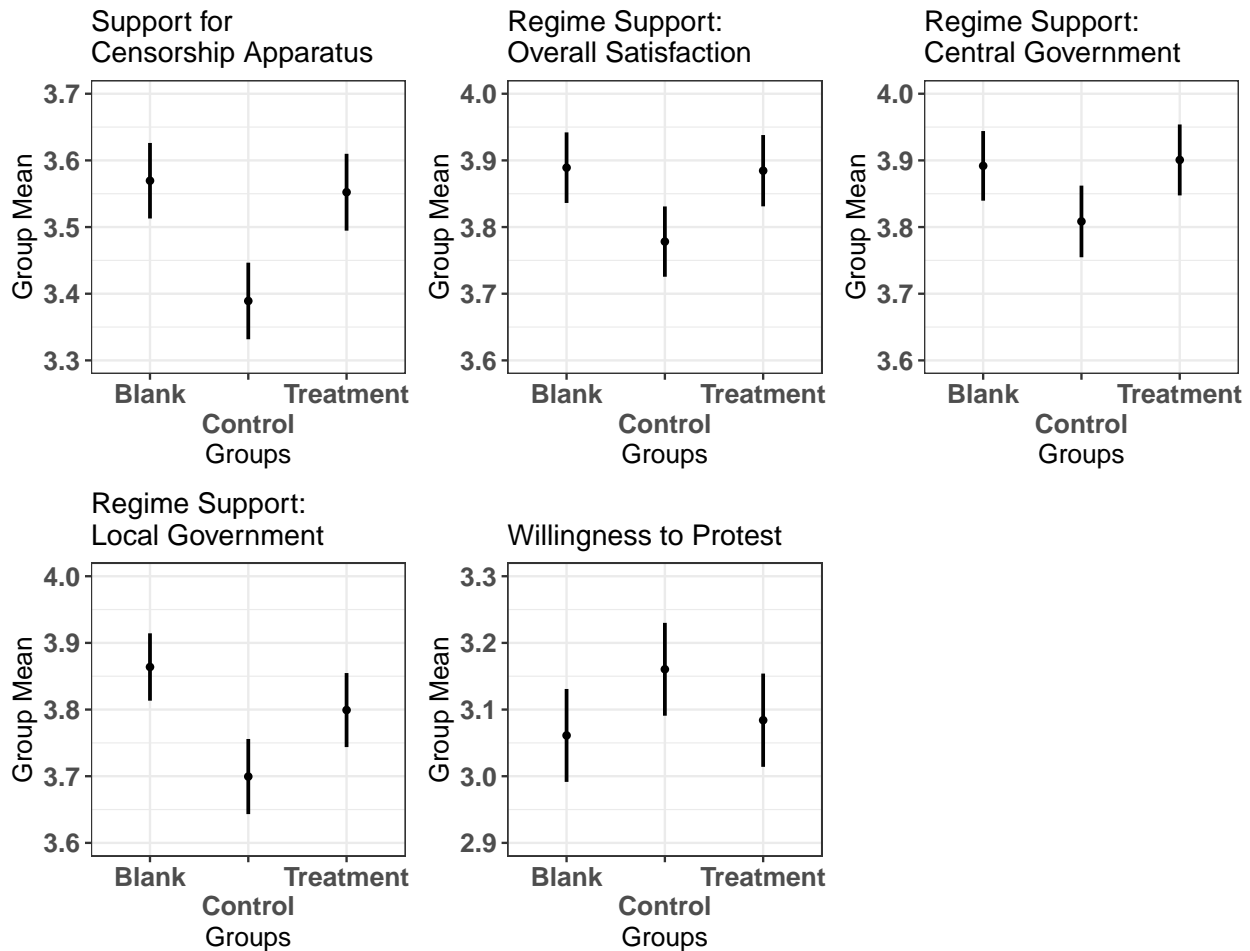 Support for
Censorship Apparatus
Group Mean
3.7
3.6
3.5
3.4
3.3
Blank
Treatment
Control
Groups
Regime Support:
Overall Satisfaction
Group Mean
4.0
3.9
3.8
3.7
3.6
Blank
Treatment
Control
Groups
Regime Support:
Central Government
Group Mean
4.0
3.9
3.8
3.7
3.6
Blank
Treatment
Control
Groups
Regime Support:
Local Government
Group Mean
4.0
3.9
3.8
3.7
3.6
Blank
Treatment
Control
Groups
Willingness to Protest
Group Mean
3.3
3.2
3.1
3.0
2.9
Blank
Treatment
Control
Groups